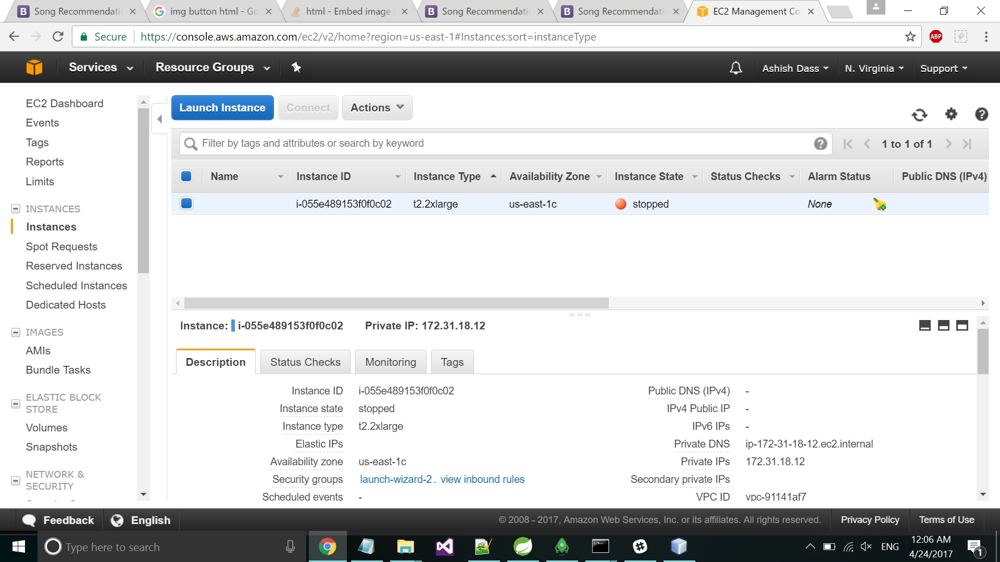 Song Recommendati
img button html - Go
html - Embed image
Song Recommendati
Song Recommendati
EC2 Management Co
Secure
https://console.aws.amazon.com/ec2/v2/home?region=us-east-1#Instances:sort=instanceType
ABP
Services
Resource Groups
Ashish Dass
N. Virginia
Support
EC2 Dashboard
Events
Tags
Reports
Limits
INSTANCES
Instances
Spot Requests
Reserved Instances
Scheduled Instances
Dedicated Hosts
IMAGES
AMIs
Bundle Tasks
ELASTIC BLOCK
STORE
Volumes
Snapshots
NETWORK &
SECURITY
Launch Instance
Connect
Actions
Filter by tags and attributes or search by keyword
1 to 1 of 1
Name Instance ID Instance Type Availability Zone Instance State Status Checks Alarm Status Public DNS (IPv4)
i-055e489153f0f0c02 t2.2xlarge us-east-1c stopped None
Instance: i-055e489153f0f0c02 Private IP: 172.31.18.12
Description Status Checks Monitoring Tags
Instance ID i-055e489153f0f0c02
Instance state stopped
Instance type t2.2xlarge
Elastic IPs
Availability zone us-east-1c
Security groups launch-wizard-2. view inbound rules
Scheduled events -
Public DNS (IPv4) -
IPv4 Public IP -
IPv6 IPs -
Private DNS ip-172-31-18-12.ec2.internal
Private IPs 172.31.18.12
Secondary private IPs
VPC ID vpc-91141af7
Feedback
English
© 2008 - 2017, Amazon Web Services, Inc. or its affiliates. All rights reserved.
Privacy Policy
Terms of Use
Type here to search
ENG
12:06 AM
4/24/2017
1